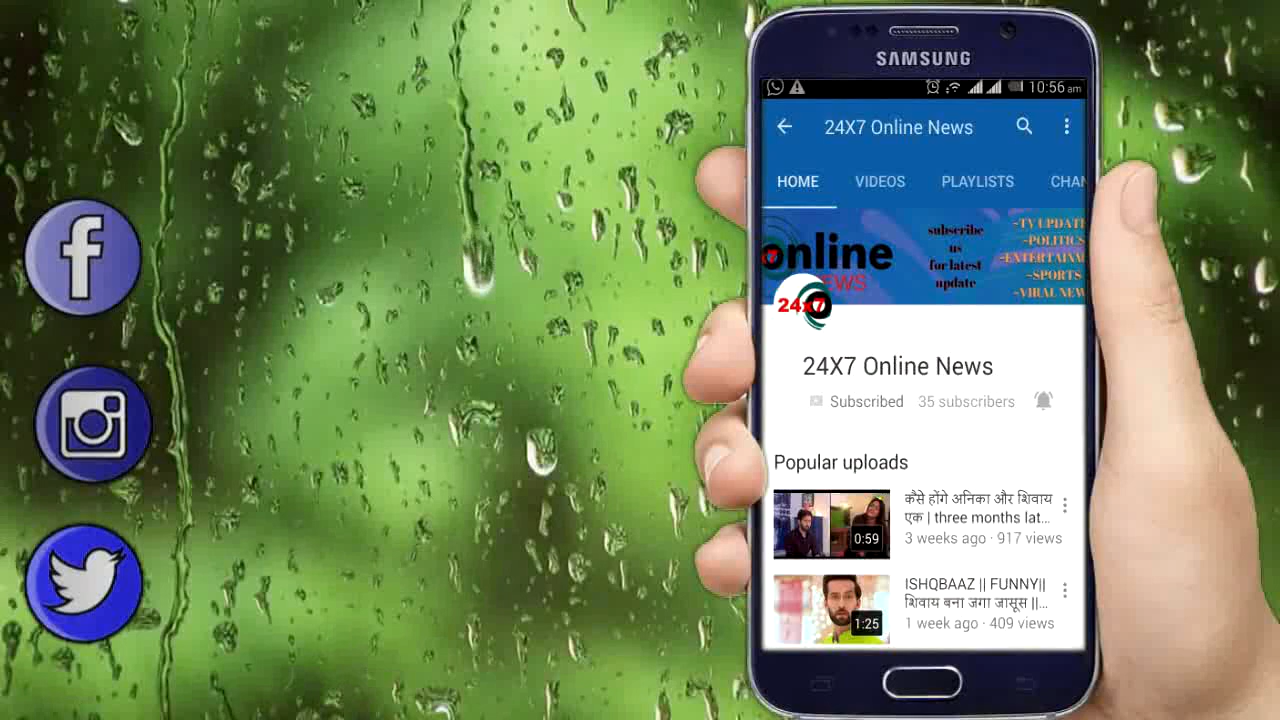 SAMSUNG
10:56 am
24X7 Online News
HOME VIDEOS PLAYLISTS CHAN
online
NEWS
subscribe
us
for latest
update
~TV UPDATE
~POLITICS
~ENTERTAINM
~SPORTS
~VIRAL NEW
24x7
24X7 Online News
Subscribed 35 subscribers
Popular uploads
कैसे होंगे अनिका और शिवाय
एक | three months lat...
3 weeks ago · 917 views
0:59
ISHQBAAZ || FUNNY||
शिवाय बना जगा जासूस ||...
1 week ago · 409 views
1:25